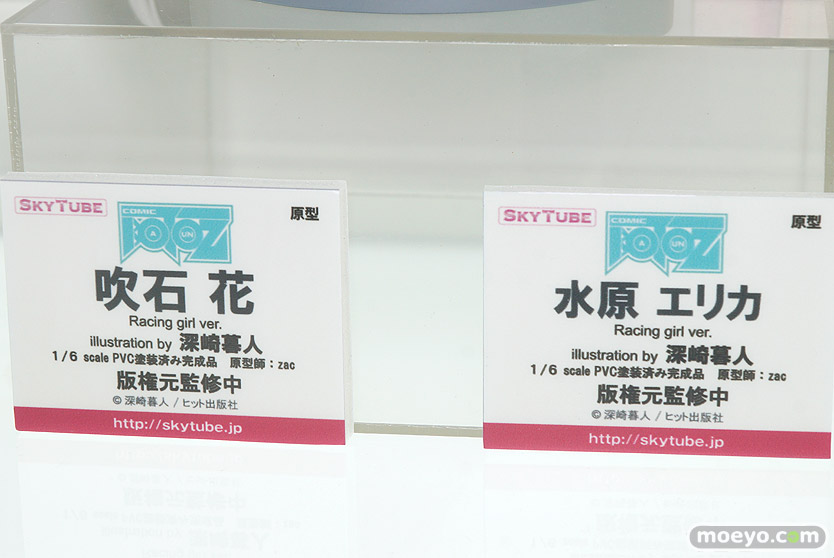 SKYTUBE
COMIC
A UN
原型
吹石 花
Racing girl ver.
illustration by 深崎暮人
1/6 scale PVC塗装済み完成品 原型師：zac
版権元監修中
© 深崎暮人 / ヒット出版社
http://skytube.jp
SKYTUBE
COMIC
A UN
原型
水原 エリカ
Racing girl ver.
illustration by 深崎暮人
1/6 scale PVC塗装済み完成品 原型師：zac
版権元監修中
© 深崎暮人 / ヒット出版社
http://skytube.jp
moeyo.com